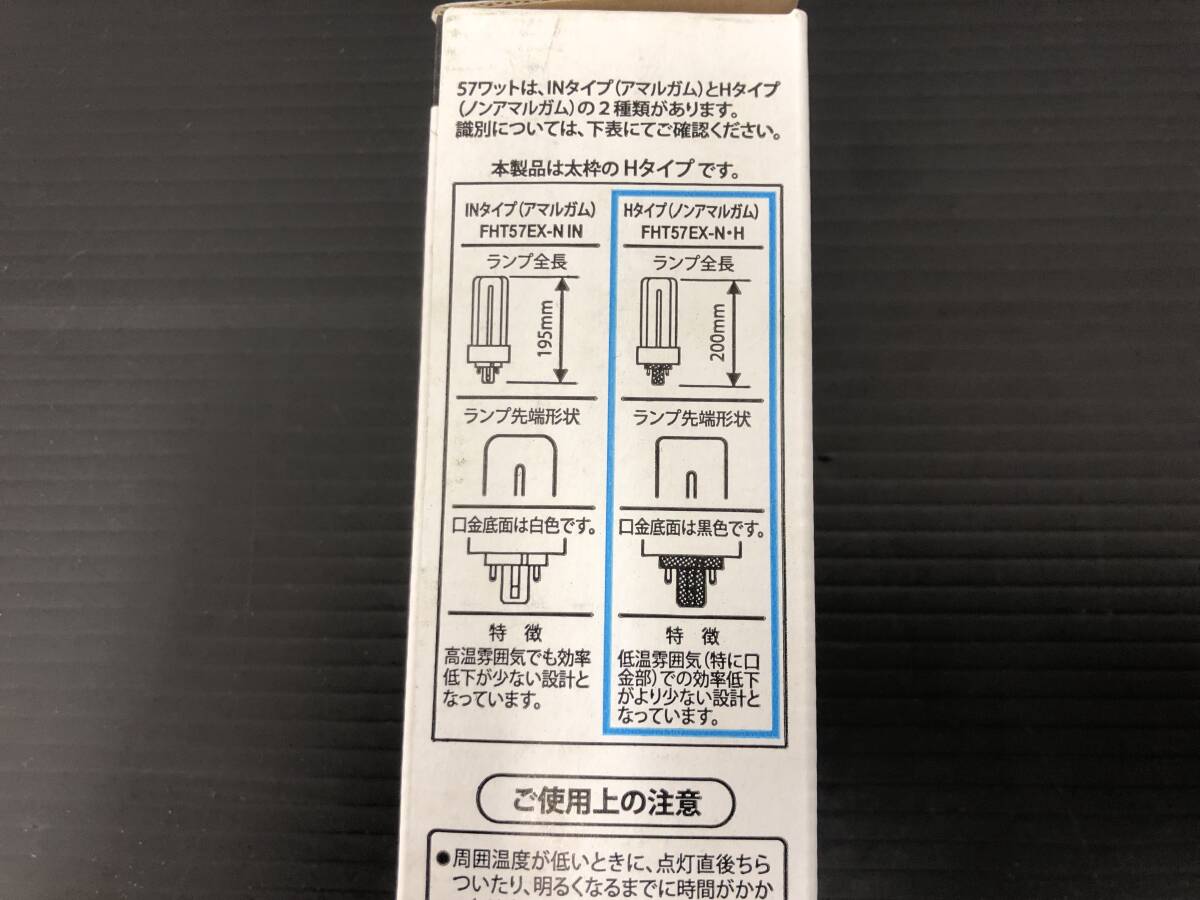 57ワットは、INタイプ(アマルガム)とHタイプ
(ノンアマルガム)の2種類があります。
識別については、下表にてご確認ください。
本製品は太枠のHタイプです。
INタイプ(アマルガム)
FHT57EX-N IN
ランプ全長
195mm
ランプ先端形状
口金底面は白色です。
特 徴
高温雰囲気でも効率
低下が少ない設計と
なっています。
Hタイプ(ノンアマルガム)
FHT57EX-N・H
ランプ全長
200mm
ランプ先端形状
口金底面は黒色です。
特 徴
低温雰囲気(特に口
金部)での効率低下
がより少ない設計と
なっています。
ご使用上の注意
●周囲温度が低いときに、点灯直後ちら
ついたり、明るくなるまでに時間がかか